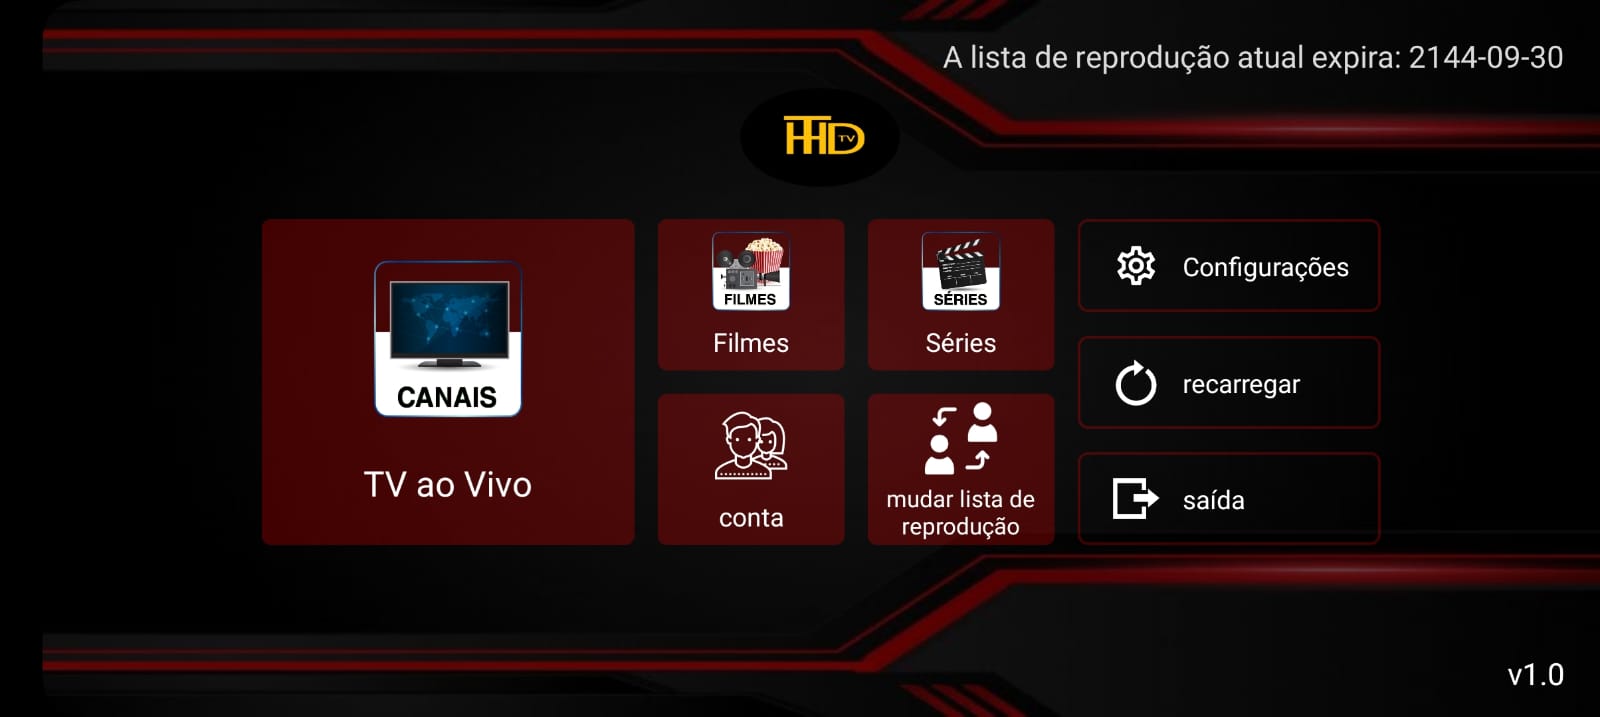 A lista de reprodução atual expira: 2144-09-30
THD TV
CANAIS
TV ao Vivo
FILMES
Filmes
SÉRIES
Séries
conta
mudar lista de
reprodução
Configurações
recarregar
saída
v1.0